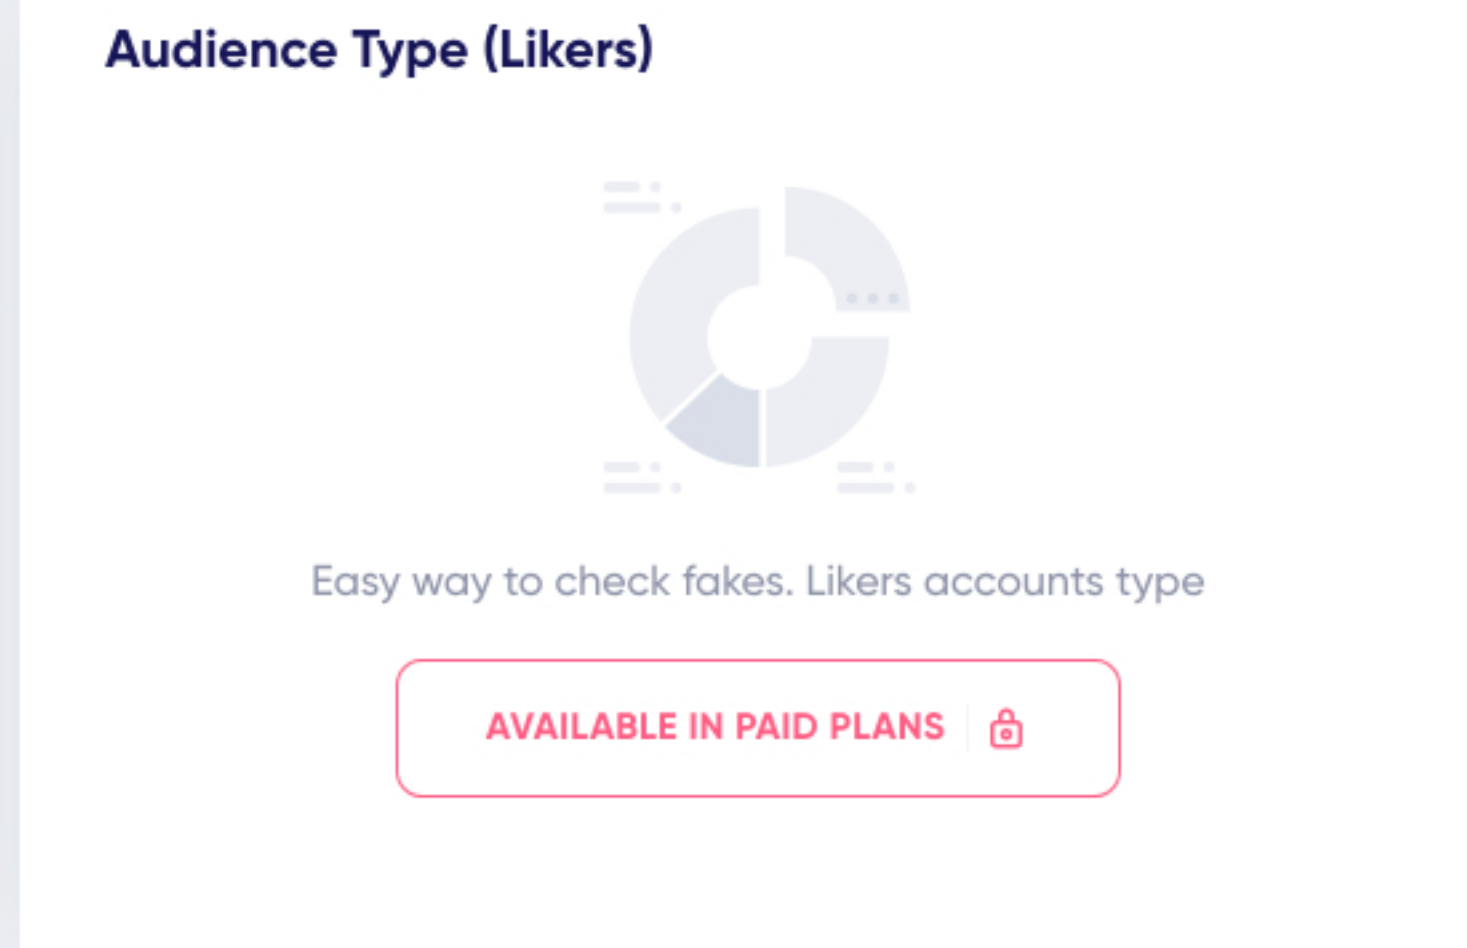 Audience Type (Likers)
Easy way to check fakes. Likers accounts type
AVAILABLE IN PAID PLANS